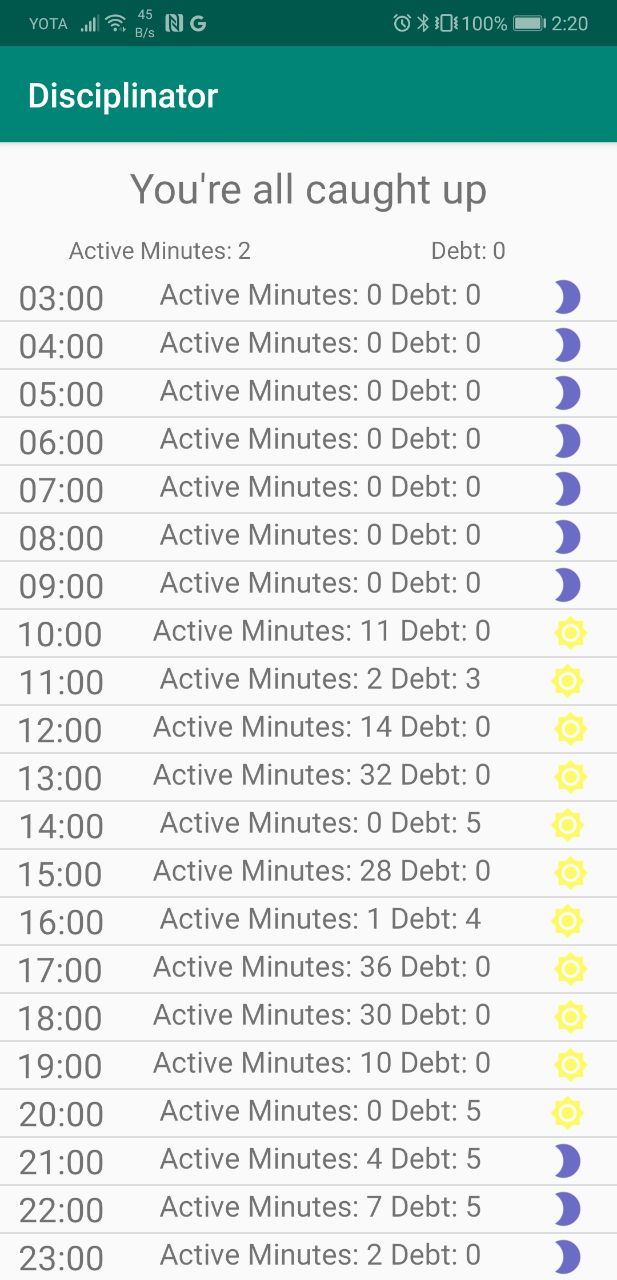 YOTA 45 B/s 100% 2:20
Disciplinator
You're all caught up
Active Minutes: 2 Debt: 0
03:00 Active Minutes: 0 Debt: 0
04:00 Active Minutes: 0 Debt: 0
05:00 Active Minutes: 0 Debt: 0
06:00 Active Minutes: 0 Debt: 0
07:00 Active Minutes: 0 Debt: 0
08:00 Active Minutes: 0 Debt: 0
09:00 Active Minutes: 0 Debt: 0
10:00 Active Minutes: 11 Debt: 0
11:00 Active Minutes: 2 Debt: 3
12:00 Active Minutes: 14 Debt: 0
13:00 Active Minutes: 32 Debt: 0
14:00 Active Minutes: 0 Debt: 5
15:00 Active Minutes: 28 Debt: 0
16:00 Active Minutes: 1 Debt: 4
17:00 Active Minutes: 36 Debt: 0
18:00 Active Minutes: 30 Debt: 0
19:00 Active Minutes: 10 Debt: 0
20:00 Active Minutes: 0 Debt: 5
21:00 Active Minutes: 4 Debt: 5
22:00 Active Minutes: 7 Debt: 5
23:00 Active Minutes: 2 Debt: 0